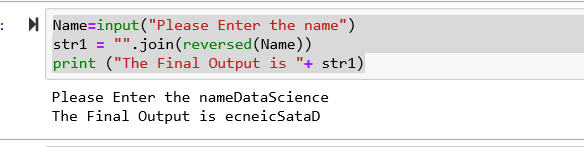 Name=input("Please Enter the name")
str1 = "".join(reversed(Name))
print ("The Final Output is "+ str1)
Please Enter the nameDataScience
The Final Output is ecneicSataD